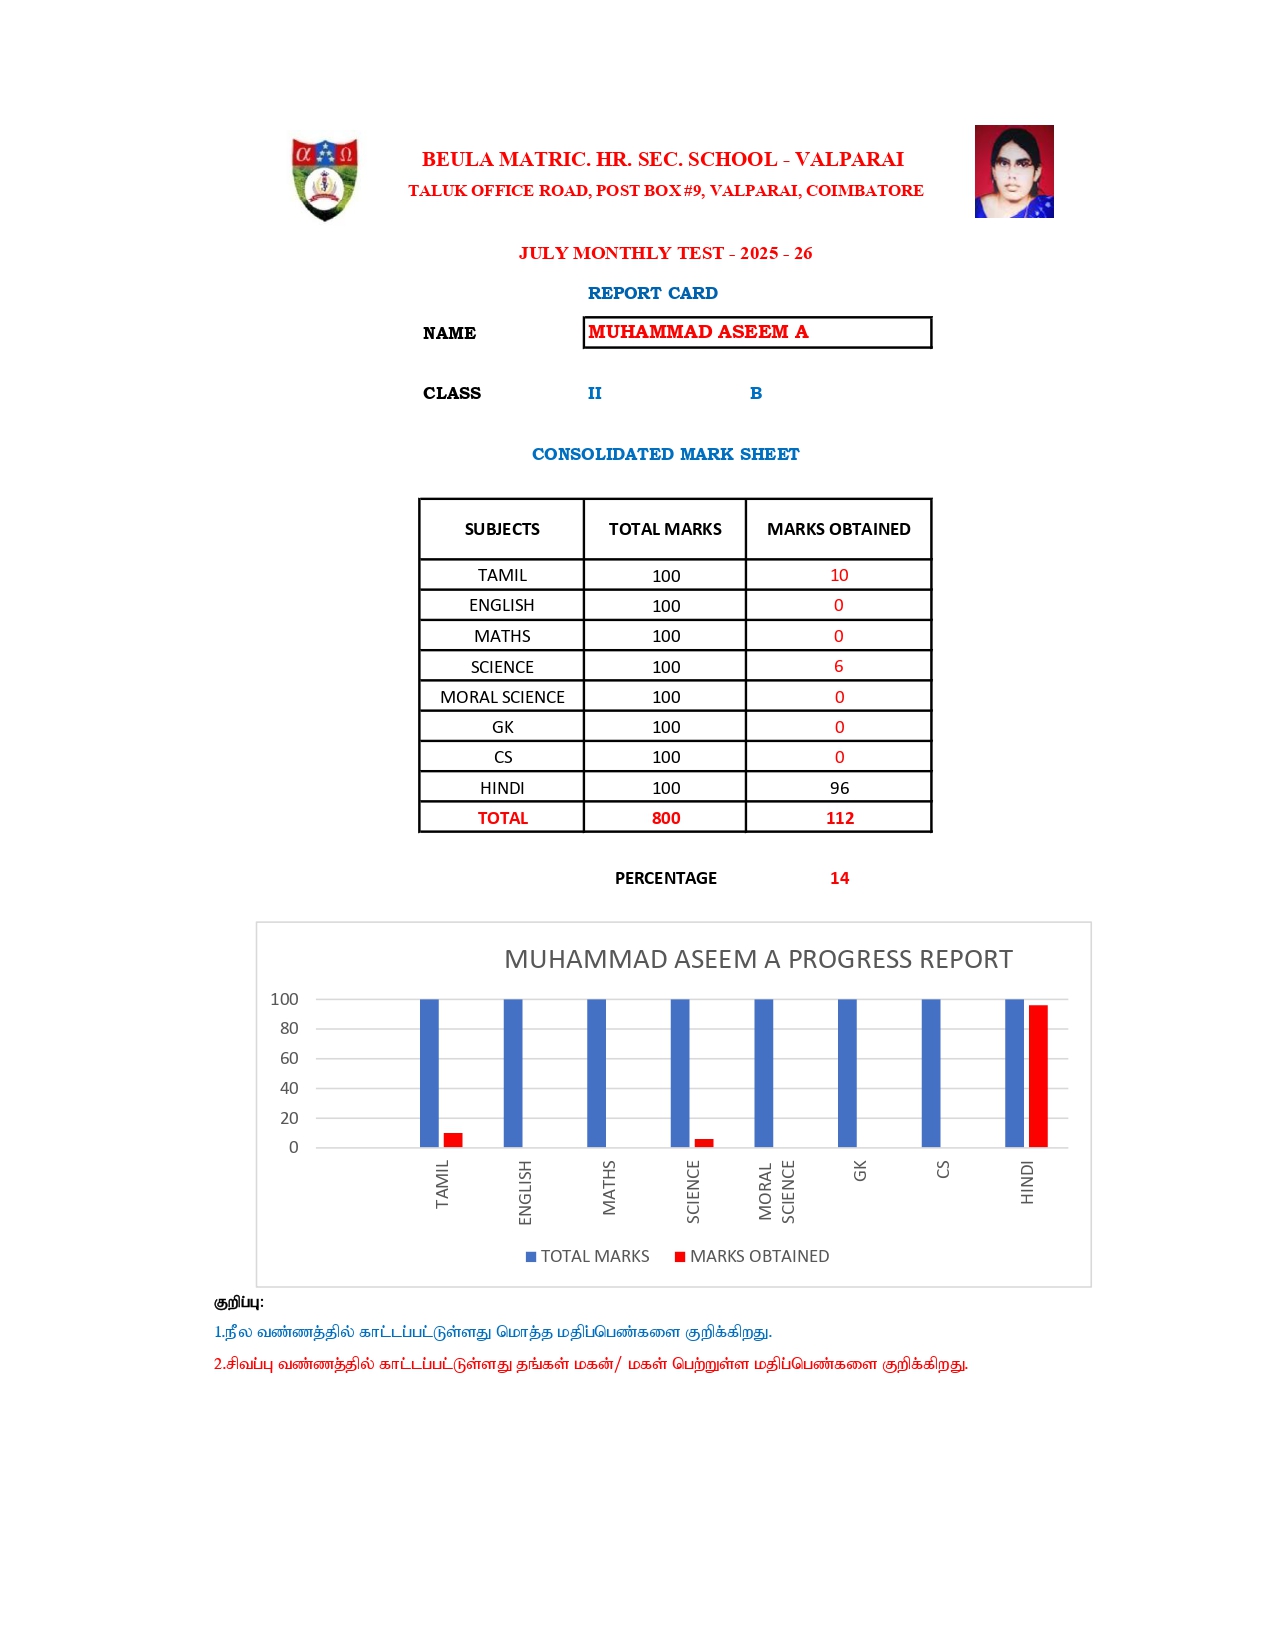 α Ω
BEULA MATRIC. HR. SEC. SCHOOL - VALPARAI
TALUK OFFICE ROAD, POST BOX #9, VALPARAI, COIMBATORE
JULY MONTHLY TEST - 2025 - 26
REPORT CARD
NAME MUHAMMAD ASEEM A
CLASS II B
CONSOLIDATED MARK SHEET
SUBJECTS TOTAL MARKS MARKS OBTAINED
TAMIL 100 10
ENGLISH 100 0
MATHS 100 0
SCIENCE 100 6
MORAL SCIENCE 100 0
GK 100 0
CS 100 0
HINDI 100 96
TOTAL 800 112
PERCENTAGE 14
MUHAMMAD ASEEM A PROGRESS REPORT
100
80
60
40
20
0
TAMIL ENGLISH MATHS SCIENCE MORAL SCIENCE GK CS HINDI
TOTAL MARKS MARKS OBTAINED
குறிப்பு:
1.நீல வண்ணத்தில் காட்டப்பட்டுள்ளது மொத்த மதிப்பெண்களை குறிக்கிறது.
2.சிவப்பு வண்ணத்தில் காட்டப்பட்டுள்ளது தங்கள் மகன்/ மகள் பெற்றுள்ள மதிப்பெண்களை குறிக்கிறது.